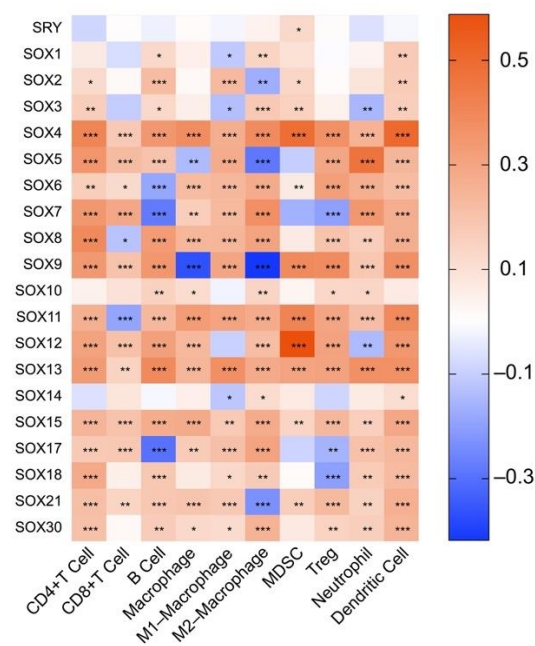 SRY *
SOX1 * * ** **
SOX2 * *** *** ** * **
SOX3 ** * * *** ** ** **
SOX4 *** *** *** *** *** *** *** *** *** ***
SOX5 *** *** *** ** *** *** *** *** ***
SOX6 ** * *** *** *** *** ** *** *** ***
SOX7 *** *** *** ** *** *** *** *** ***
SOX8 *** * *** *** *** *** *** ** ***
SOX9 *** *** *** *** *** *** *** *** *** ***
SOX10 ** * ** * *
SOX11 *** *** *** *** *** *** *** *** *** ***
SOX12 *** *** *** *** *** *** *** ** ***
SOX13 *** ** *** *** *** *** *** *** *** ***
SOX14 * * *
SOX15 *** *** *** *** ** *** ** *** ** ***
SOX17 *** *** *** ** *** *** ** *** ***
SOX18 *** *** * ** *** ** ***
SOX21 *** ** *** *** *** *** ** *** ** ***
SOX30 *** ** * * *** ** ** ***
CD4+T Cell
CD8+T Cell
B Cell
Macrophage
M1–Macrophage
M2–Macrophage
MDSC
Treg
Neutrophil
Dendritic Cell
0.5
0.3
0.1
–0.1
–0.3